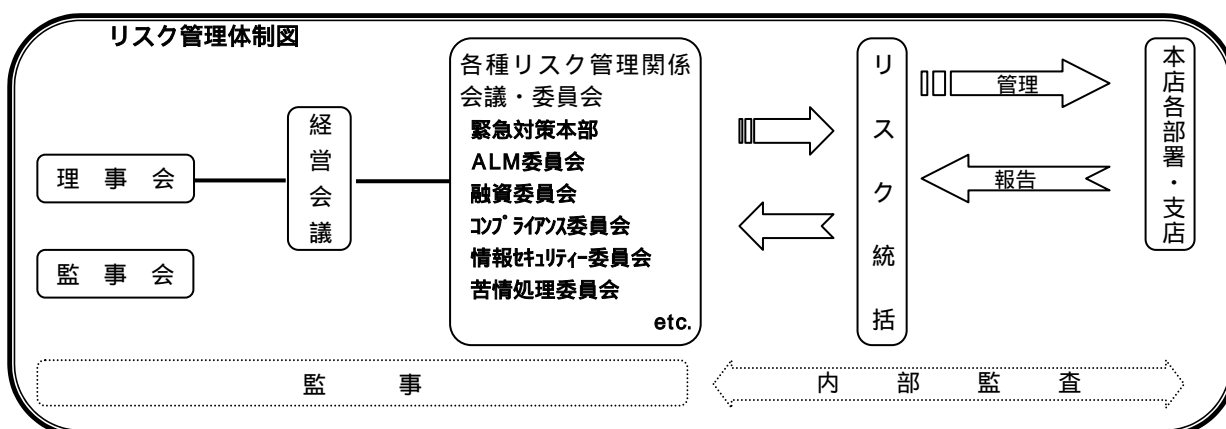 リスク管理体制図
理事会
監事会
経営会議
各種リスク管理関係
会議・委員会
緊急対策本部
ALM委員会
融資委員会
ｺﾝﾌﾟﾗｲｱﾝｽ委員会
情報ｾｷｭﾘﾃｨｰ委員会
苦情処理委員会
etc.
リスク統括
管理
報告
本店各部署・支店
監事
内部監査